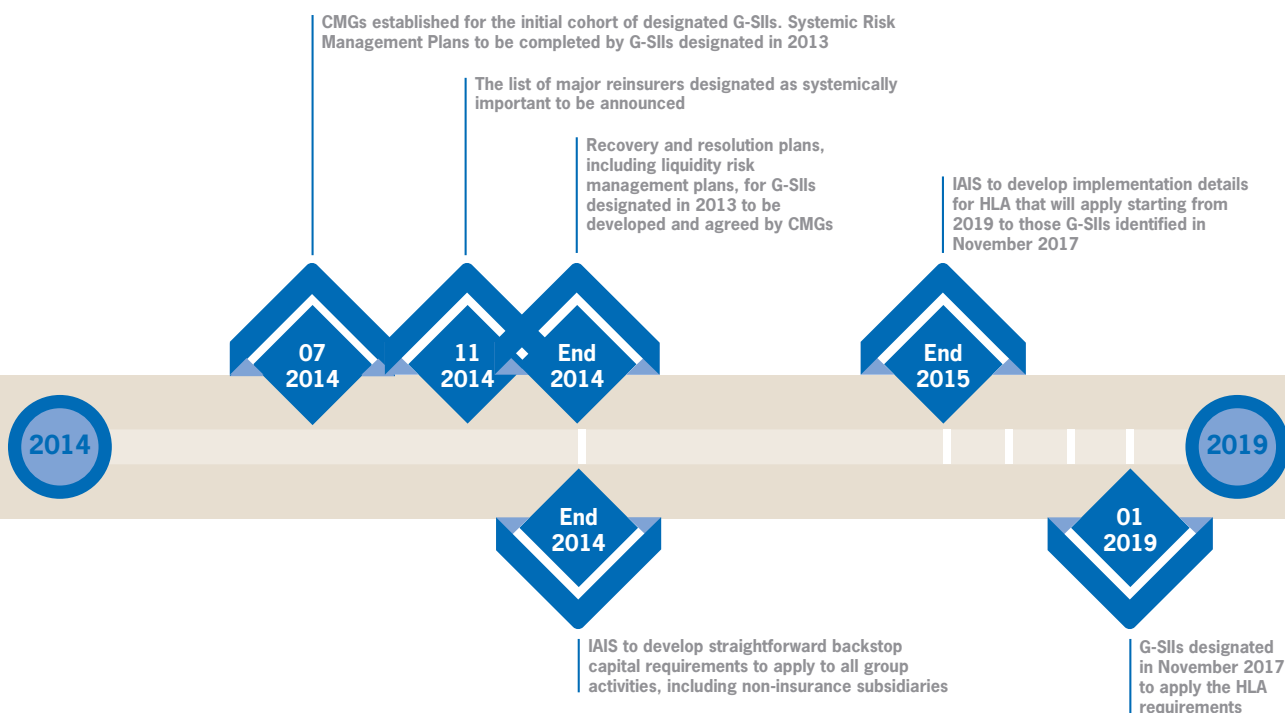 CMGs established for the initial cohort of designated G-SIIs. Systemic Risk
Management Plans to be completed by G-SIIs designated in 2013
The list of major reinsurers designated as systemically
important to be announced
Recovery and resolution plans,
including liquidity risk
management plans, for G-SIIs
designated in 2013 to be
developed and agreed by CMGs
IAIS to develop implementation details
for HLA that will apply starting from
2019 to those G-SIIs identified in
November 2017
07
2014
11
2014
End
2014
End
2015
2014
2019
End
2014
01
2019
IAIS to develop straightforward backstop
capital requirements to apply to all group
activities, including non-insurance subsidiaries
G-SIIs designated
in November 2017
to apply the HLA
requirements